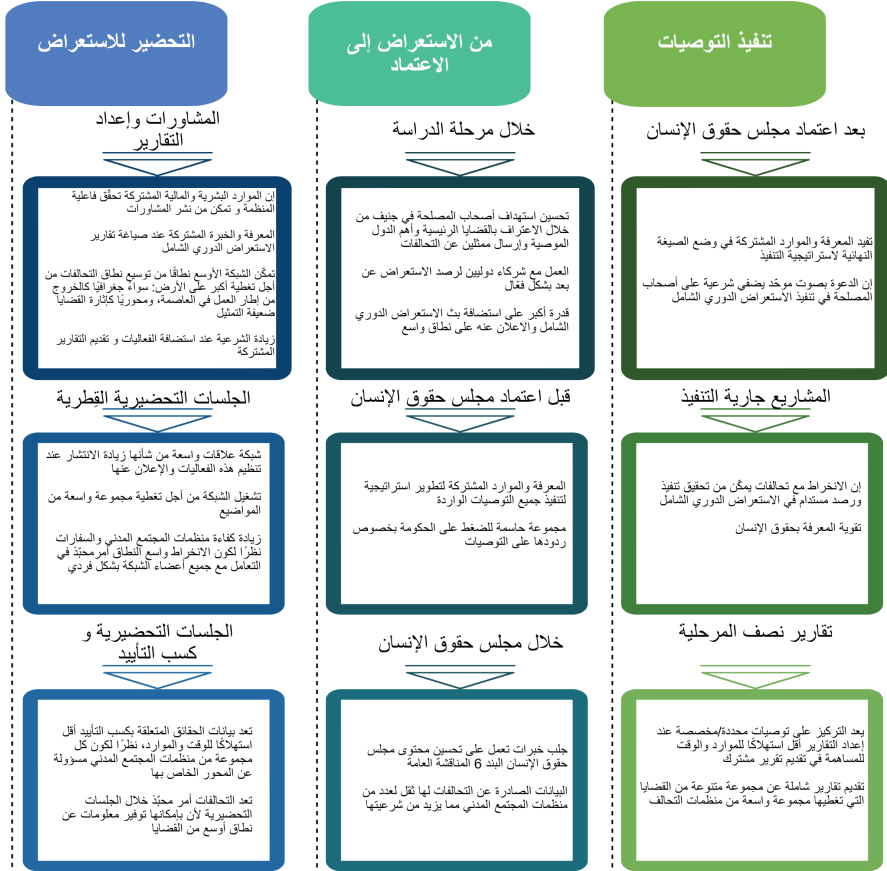 التحضير للاستعراض
المشاورات وإعداد
التقارير
إن الموارد البشرية والمالية المشتركة تحقّق فاعلية
المنظمة و تمكن من نشر المشاورات
المعرفة والخبرة المشتركة عند صياغة تقارير
الاستعراض الدوري الشامل
تمكّن الشبكة الأوسع نطاقًا من توسيع نطاق التحالفات من
أجل تغطية أكبر على الأرض: سواءً جغرافيًا كالخروج
من إطار العمل في العاصمة، ومحوريًا كإثارة القضايا
ضعيفة التمثيل
زيادة الشرعية عند استضافة الفعاليات و تقديم التقارير
المشتركة
الجلسات التحضيرية القِطرية
شبكة علاقات واسعة من شأنها زيادة الانتشار عند
تنظيم هذه الفعاليات والإعلان عنها
تشغيل الشبكة من أجل تغطية مجموعة واسعة من
المواضيع
زيادة كفاءة منظمات المجتمع المدني والسفارات
نظرًا لكون الانخراط واسع النطاق أمرمحبّذ في
التعامل مع جميع أعضاء الشبكة بشكل فردي
الجلسات التحضيرية و
كسب التأييد
تعد بيانات الحقائق المتعلقة بكسب التأييد أقل
استهلاكًا للوقت والموارد، نظرًا لكون كل
مجموعة من منظمات المجتمع المدني مسؤولة
عن المحور الخاص بها
تعد التحالفات أمر محبّذ خلال الجلسات
التحضيرية لأن بإمكانها توفير معلومات عن
نطاق أوسع من القضايا
من الاستعراض إلى
الاعتماد
خلال مرحلة الدراسة
تحسين استهداف أصحاب المصلحة في جنيف من
خلال الاعتراف بالقضايا الرئيسية وأهم الدول
الموصية وإرسال ممثلين عن التحالفات
العمل مع شركاء دوليين لرصد الاستعراض عن
بعد بشكل فعّال
قدرة أكبر على استضافة بث الاستعراض الدوري
الشامل والاعلان عنه على نطاق واسع
قبل اعتماد مجلس حقوق الإنسان
المعرفة والموارد المشتركة لتطوير استراتيجية
لتنفيذ جميع التوصيات الواردة
مجموعة حاسمة للضغط على الحكومة بخصوص
ردودها على التوصيات
خلال مجلس حقوق الإنسان
جلب خبرات تعمل على تحسين محتوى مجلس
حقوق الإنسان البند 6 المناقشة العامة
البيانات الصادرة عن التحالفات لها ثقل لعدد من
منظمات المجتمع المدني مما يزيد من شرعيتها
تنفيذ التوصيات
بعد اعتماد مجلس حقوق الإنسان
تفيد المعرفة والموارد المشتركة في وضع الصيغة
النهائية لاستراتيجية التنفيذ
إن الدعوة بصوت موحّد يضفي شرعية على أصحاب
المصلحة في تنفيذ الاستعراض الدوري الشامل
المشاريع جارية التنفيذ
إن الانخراط مع تحالفات يمكّن من تحقيق تنفيذ
ورصد مستدام في الاستعراض الدوري الشامل
تقوية المعرفة بحقوق الإنسان
تقارير نصف المرحلية
يعد التركيز على توصيات محددة/مخصصة عند
إعداد التقارير أقل استهلاكًا للموارد والوقت
للمساهمة في تقديم تقرير مشترك
تقديم تقارير شاملة عن مجموعة متنوعة من القضايا
التي تغطيها مجموعة واسعة من منظمات التحالف